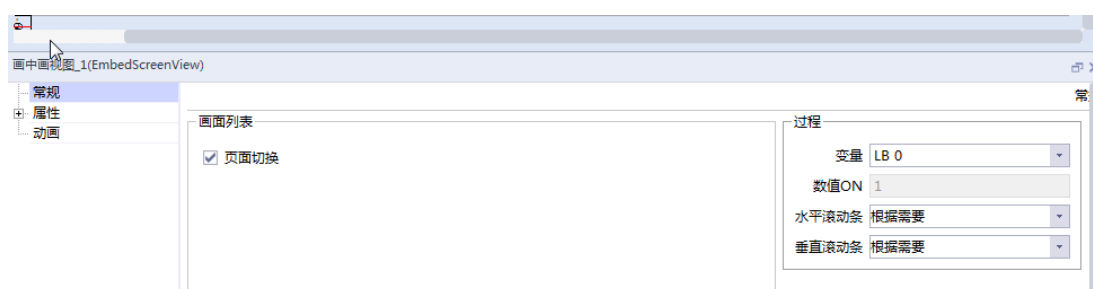 画中画视图_1(EmbedScreenView)
常规
常
属性
动画
画面列表
页面切换
过程
变量 LB 0
数值ON 1
水平滚动条 根据需要
垂直滚动条 根据需要